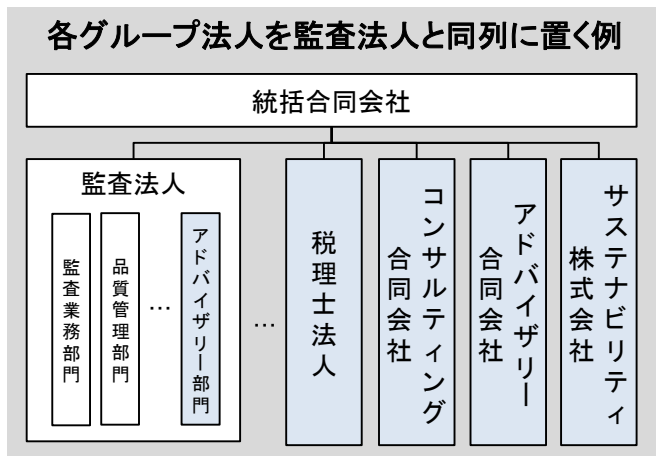 各グループ法人を監査法人と同列に置く例
統括合同会社
監査法人
監査業務部門
品質管理部門
…
アドバイザリー部門
…
税理士法人
コンサルティング
合同会社
アドバイザリー
合同会社
サステナビリティ
株式会社